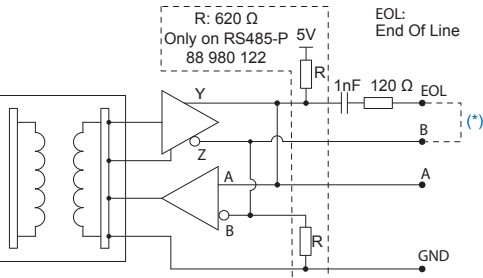 R: 620 Ω
Only on RS485-P
88 980 122
5V
EOL:
End Of Line
R
1nF
120 Ω
EOL
Y
(*)
B
Z
A
A
B
R
GND